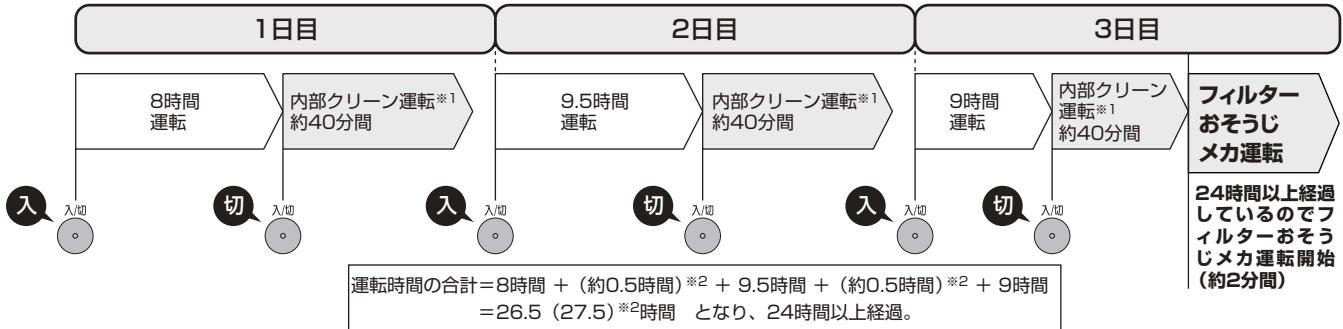 1日目
2日目
3日目
8時間
運転
内部クリーン運転※1
約40分間
9.5時間
運転
内部クリーン運転※1
約40分間
9時間
運転
内部クリーン
運転※1
約40分間
フィルター
おそうじ
メカ運転
入
入/切
切
入/切
入
入/切
切
入/切
入
入/切
切
入/切
24時間以上経過
しているのでフ
ィルターおそう
じメカ運転開始
(約2分間)
運転時間の合計=8時間 + (約0.5時間)※2 + 9.5時間 + (約0.5時間)※2 + 9時間
=26.5 (27.5)※2時間 となり、24時間以上経過。